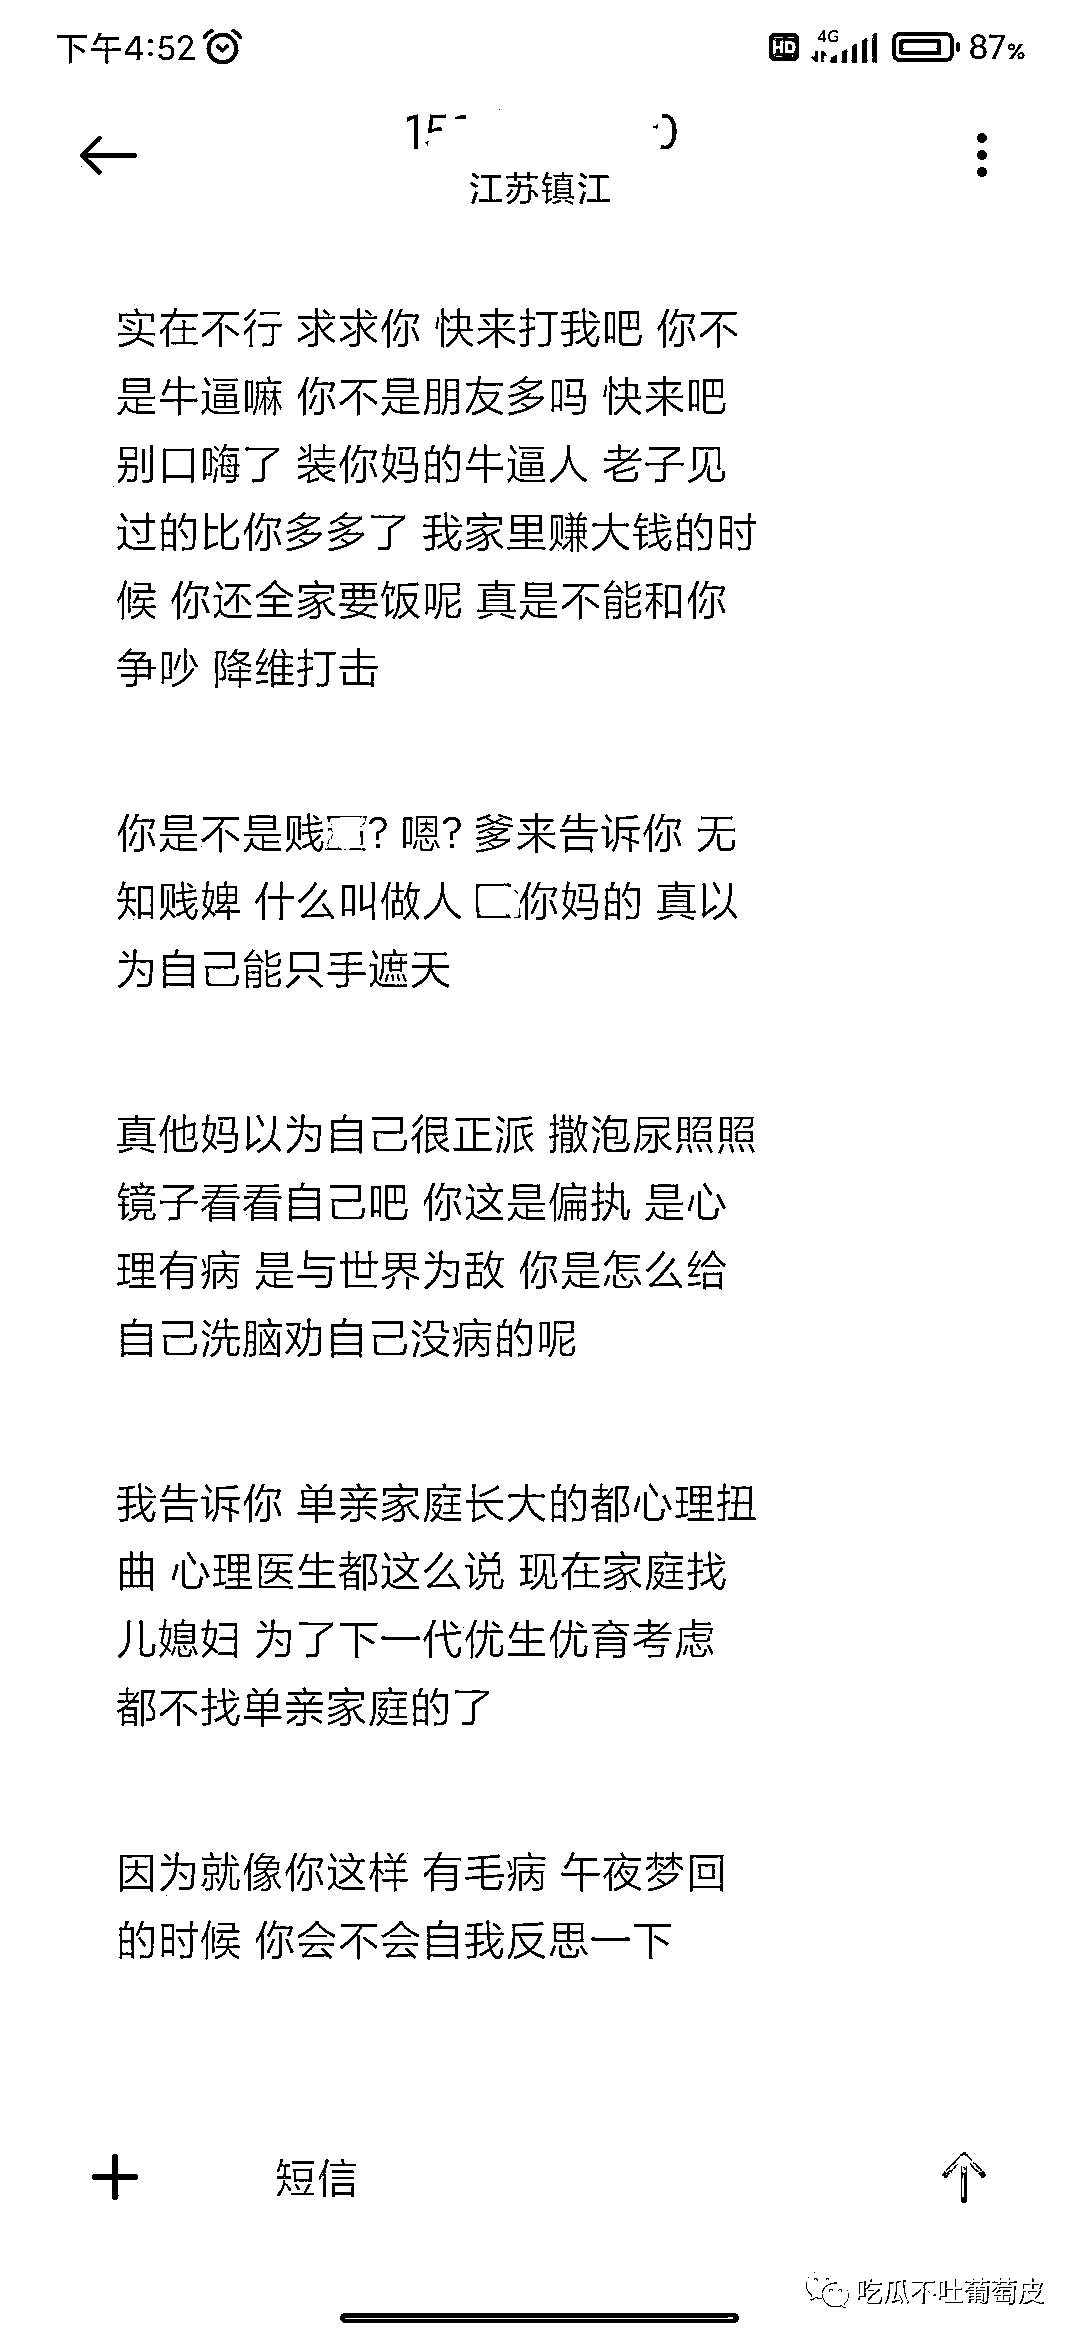 下午4:52
HD 4G 87%
江苏镇江
实在不行 求求你 快来打我吧 你不
是牛逼嘛 你不是朋友多吗 快来吧
别口嗨了 装你妈的牛逼人 老子见
过的比你多多了 我家里赚大钱的时
候 你还全家要饭呢 真是不能和你
争吵 降维打击
你是不是贱? 嗯? 爹来告诉你 无
知贱婢 什么叫做人 你妈的 真以
为自己能只手遮天
真他妈以为自己很正派 撒泡尿照照
镜子看看自己吧 你这是偏执 是心
理有病 是与世界为敌 你是怎么给
自己洗脑劝自己没病的呢
我告诉你 单亲家庭长大的都心理扭
曲 心理医生都这么说 现在家庭找
儿媳妇 为了下一代优生优育考虑
都不找单亲家庭的了
因为就像你这样 有毛病 午夜梦回
的时候 你会不会自我反思一下
短信
吃瓜不吐葡萄皮